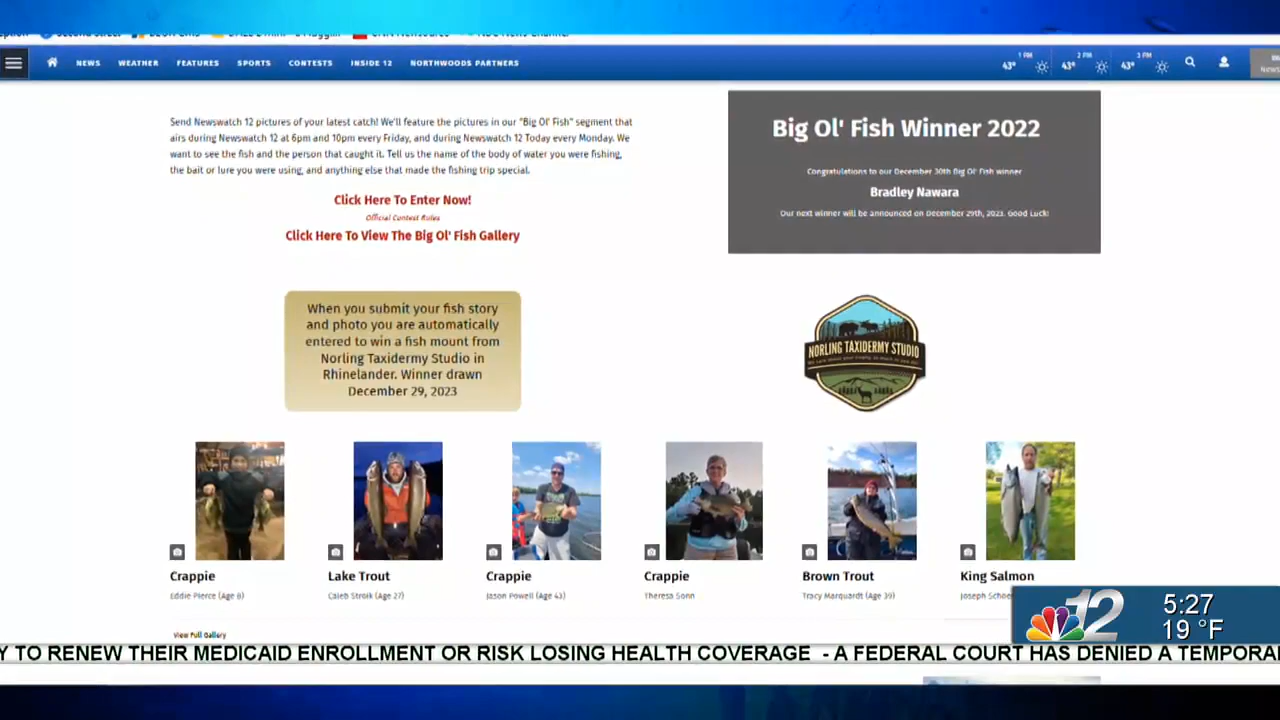 NEWS
WEATHER
FEATURES
SPORTS
CONTESTS
INSIDE 12
NORTHWOODS PARTNERS
1 PM
43°
2 PM
43°
3 PM
43°
Send Newswatch 12 pictures of your latest catch! We'll feature the pictures in our "Big Ol' Fish" segment that
airs during Newswatch 12 at 6pm and 10pm every Friday, and during Newswatch 12 Today every Monday. We
want to see the fish and the person that caught it. Tell us the name of the body of water you were fishing,
the bait or lure you were using, and anything else that made the fishing trip special.
Click Here To Enter Now!
Official Contest Rules
Click Here To View The Big Ol' Fish Gallery
Big Ol' Fish Winner 2022
Congratulations to our December 30th Big Ol' Fish winner
Bradley Nawara
Our next winner will be announced on December 29th, 2023. Good Luck!
When you submit your fish story
and photo you are automatically
entered to win a fish mount from
Norling Taxidermy Studio in
Rhinelander. Winner drawn
December 29, 2023
NORLING TAXIDERMY STUDIO
Crappie
Eddie Pierce (Age 8)
Lake Trout
Caleb Stroik (Age 27)
Crappie
Jason Powell (Age 43)
Crappie
Theresa Sonn
Brown Trout
Tracy Marquardt (Age 39)
King Salmon
Joseph
View Full Gallery
12
5:27
19 °F
Y TO RENEW THEIR MEDICAID ENROLLMENT OR RISK LOSING HEALTH COVERAGE - A FEDERAL COURT HAS DENIED A TEMPORA